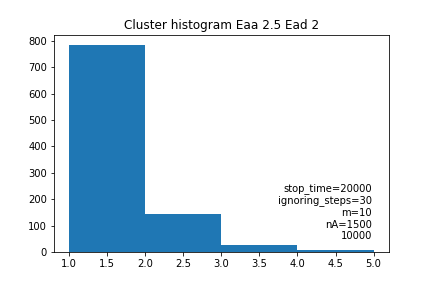 Cluster histogram Eaa 2.5 Ead 2
800
700
600
500
400
300
200
100
0
stop_time=20000
ignoring_steps=30
m=10
nA=1500
10000
1.0 1.5 2.0 2.5 3.0 3.5 4.0 4.5 5.0